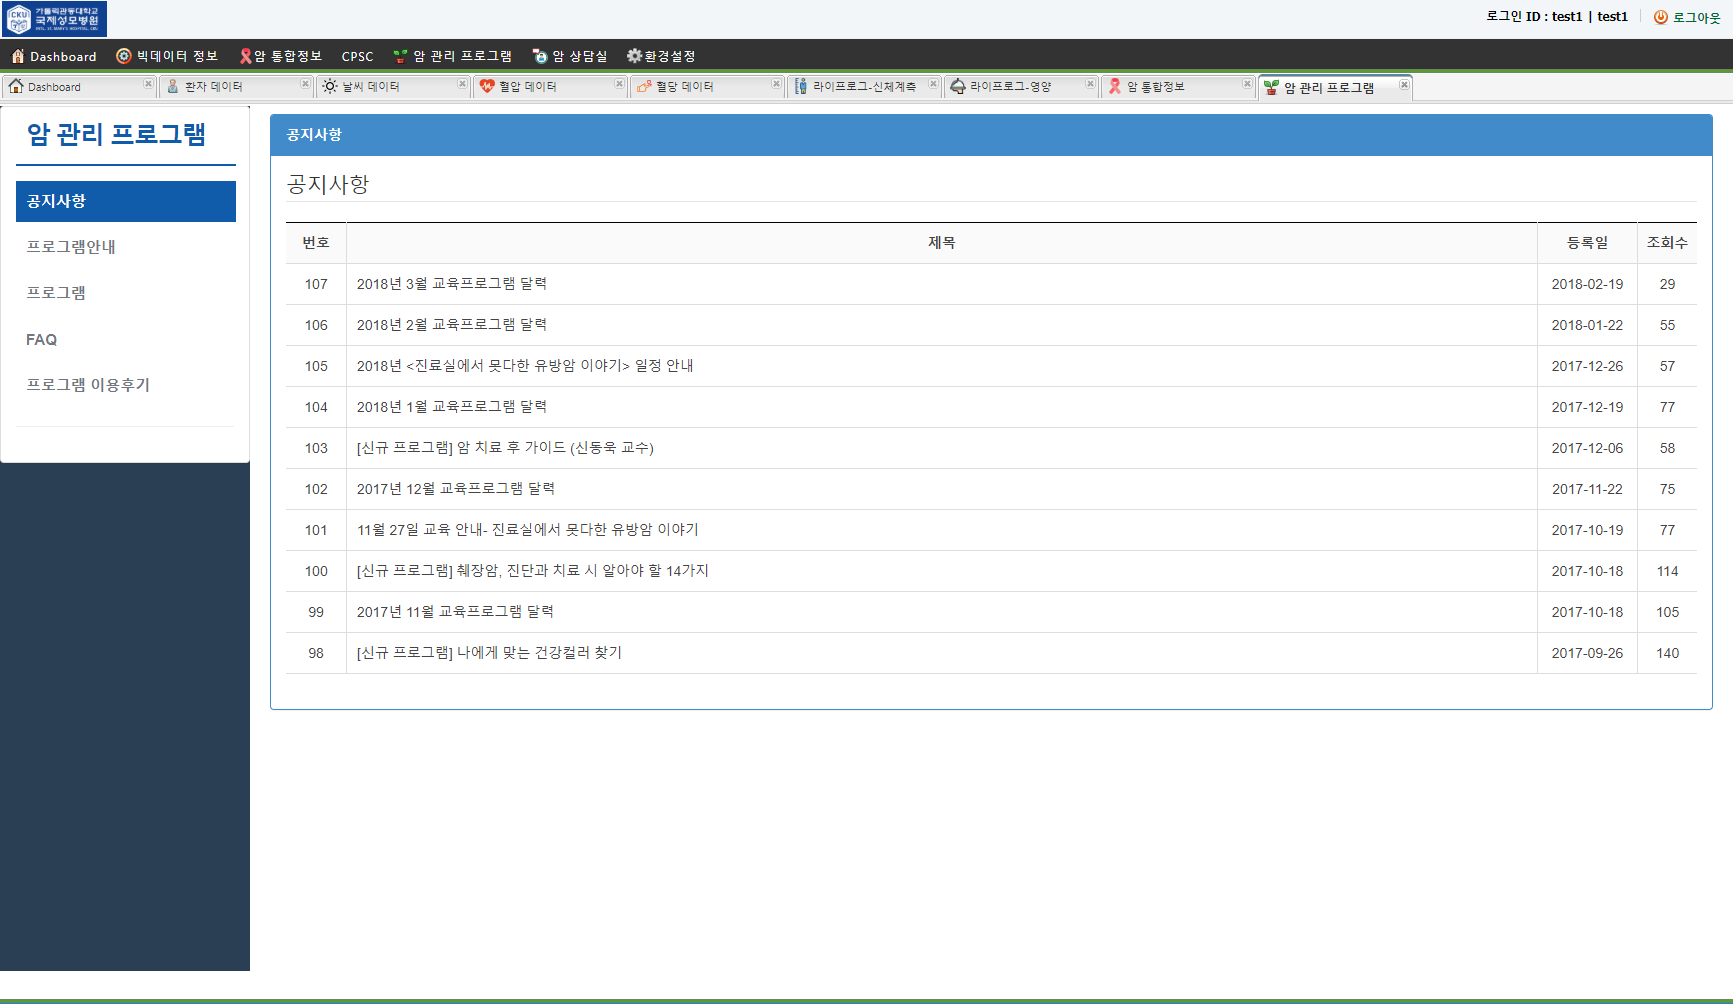 CKU 가톨릭관동대학교
국제성모병원
로그인 ID : test1 | test1 로그아웃
Dashboard 빅데이터 정보 암 통합정보 CPSC 암 관리 프로그램 암 상담실 환경설정
Dashboard 환자 데이터 날씨 데이터 혈압 데이터 혈당 데이터 라이프로그-신체계측 라이프로그-영양 암 통합정보 암 관리 프로그램
암 관리 프로그램
공지사항
프로그램안내
프로그램
FAQ
프로그램 이용후기
공지사항
공지사항
번호 제목 등록일 조회수
107 2018년 3월 교육프로그램 달력 2018-02-19 29
106 2018년 2월 교육프로그램 달력 2018-01-22 55
105 2018년 <진료실에서 못다한 유방암 이야기> 일정 안내 2017-12-26 57
104 2018년 1월 교육프로그램 달력 2017-12-19 77
103 [신규 프로그램] 암 치료 후 가이드 (신동욱 교수) 2017-12-06 58
102 2017년 12월 교육프로그램 달력 2017-11-22 75
101 11월 27일 교육 안내- 진료실에서 못다한 유방암 이야기 2017-10-19 77
100 [신규 프로그램] 췌장암, 진단과 치료 시 알아야 할 14가지 2017-10-18 114
99 2017년 11월 교육프로그램 달력 2017-10-18 105
98 [신규 프로그램] 나에게 맞는 건강컬러 찾기 2017-09-26 140